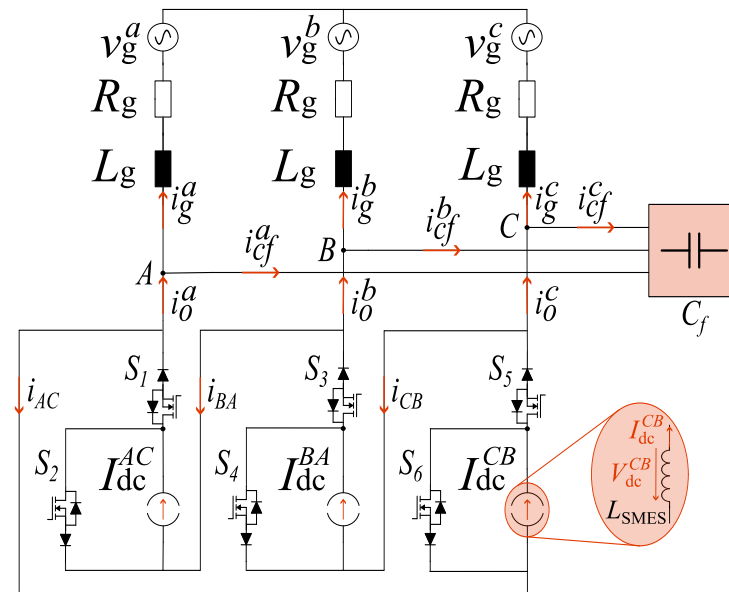 v_g^a v_g^b v_g^c
R_g R_g R_g
L_g L_g L_g
i_g^a i_g^b i_g^c
i_cf^a i_cf^b i_cf^c
A B C
i_o^a i_o^b i_o^c
C_f
S_1 S_3 S_5
i_AC i_BA i_CB
S_2 I_dc^AC S_4 I_dc^BA S_6 I_dc^CB
I_dc^CB
V_dc^CB
L_SMES